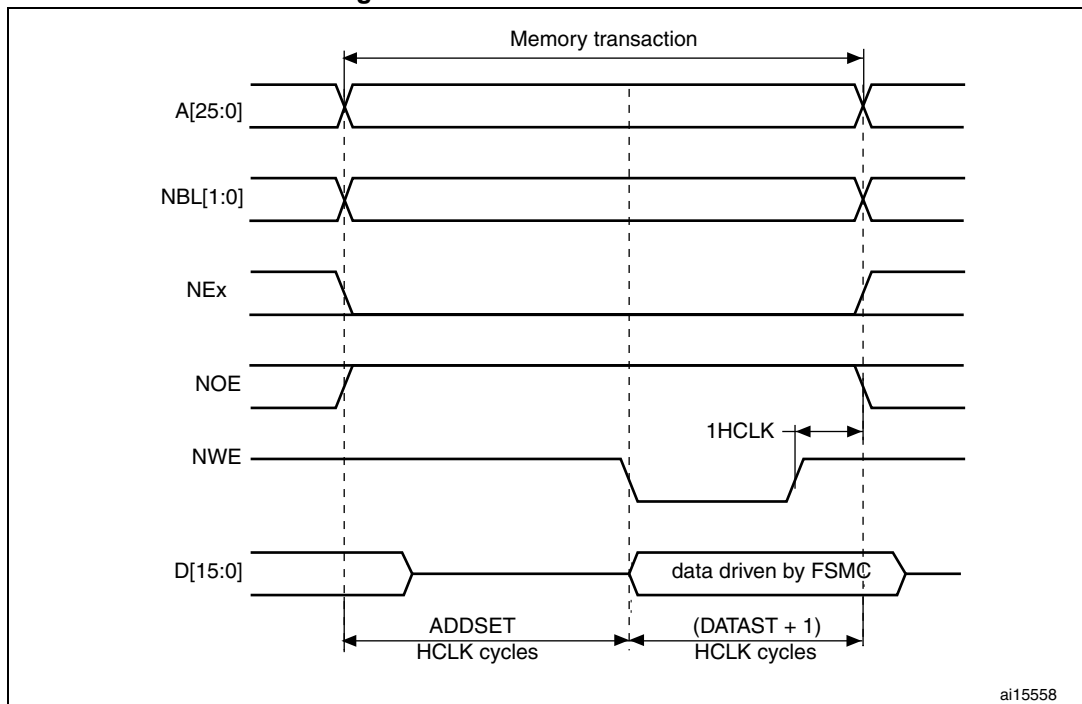 Memory transaction
A[25:0]
NBL[1:0]
NEx
NOE
1HCLK
NWE
D[15:0]
data driven by FSMC
ADDSET
HCLK cycles
(DATAST + 1)
HCLK cycles
ai15558